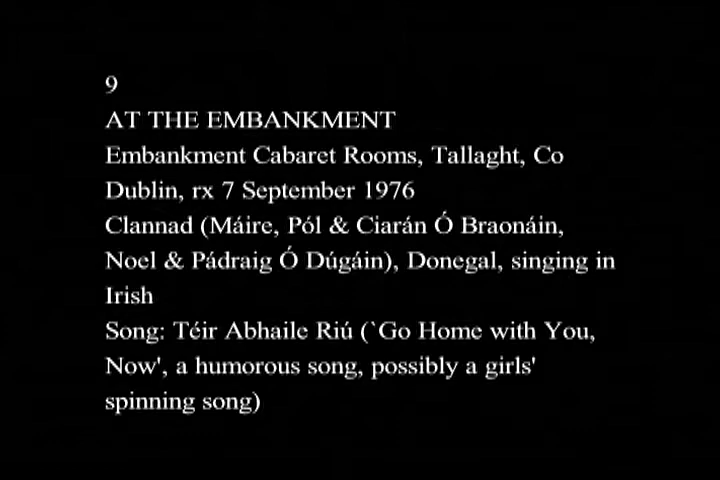 9
AT THE EMBANKMENT
Embankment Cabaret Rooms, Tallaght, Co
Dublin, rx 7 September 1976
Clannad (Máire, Pól & Ciarán Ó Braonáin,
Noel & Pádraig Ó Dúgáin), Donegal, singing in
Irish
Song: Téir Abhaile Riú (`Go Home with You,
Now', a humorous song, possibly a girls'
spinning song)